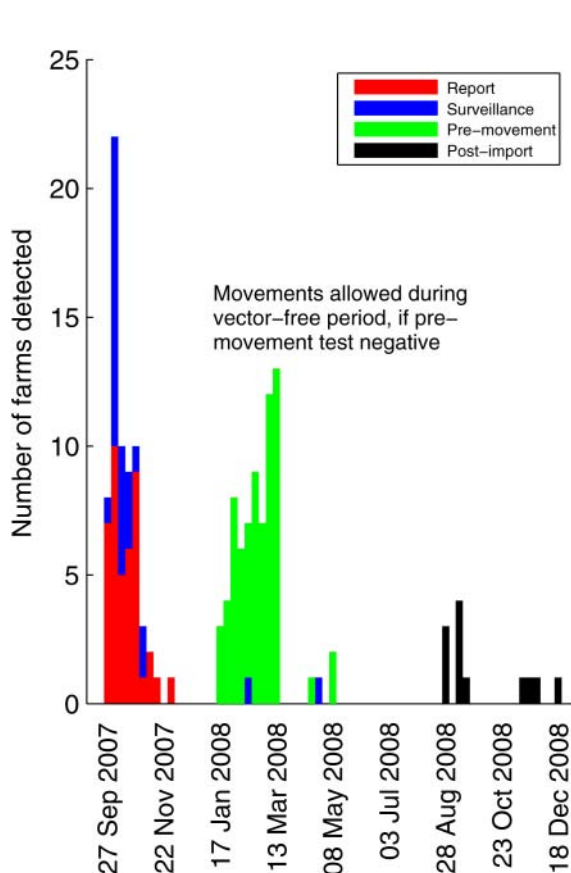 25
20
15
10
5
0
Number of farms detected
Report
Surveillance
Pre−movement
Post−import
Movements allowed during
vector−free period, if pre−
movement test negative
27 Sep 2007
22 Nov 2007
17 Jan 2008
13 Mar 2008
08 May 2008
03 Jul 2008
28 Aug 2008
23 Oct 2008
18 Dec 2008